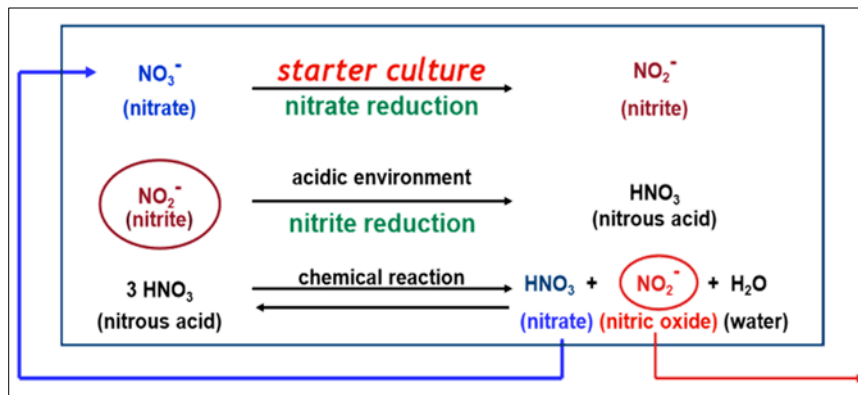 NO₃⁻ starter culture NO₂⁻
(nitrate) nitrate reduction (nitrite)
NO₂⁻ acidic environment HNO₃
(nitrite) nitrite reduction (nitrous acid)
3 HNO₃ chemical reaction HNO₃ + NO₂⁻ + H₂O
(nitrous acid) (nitrate) (nitric oxide) (water)